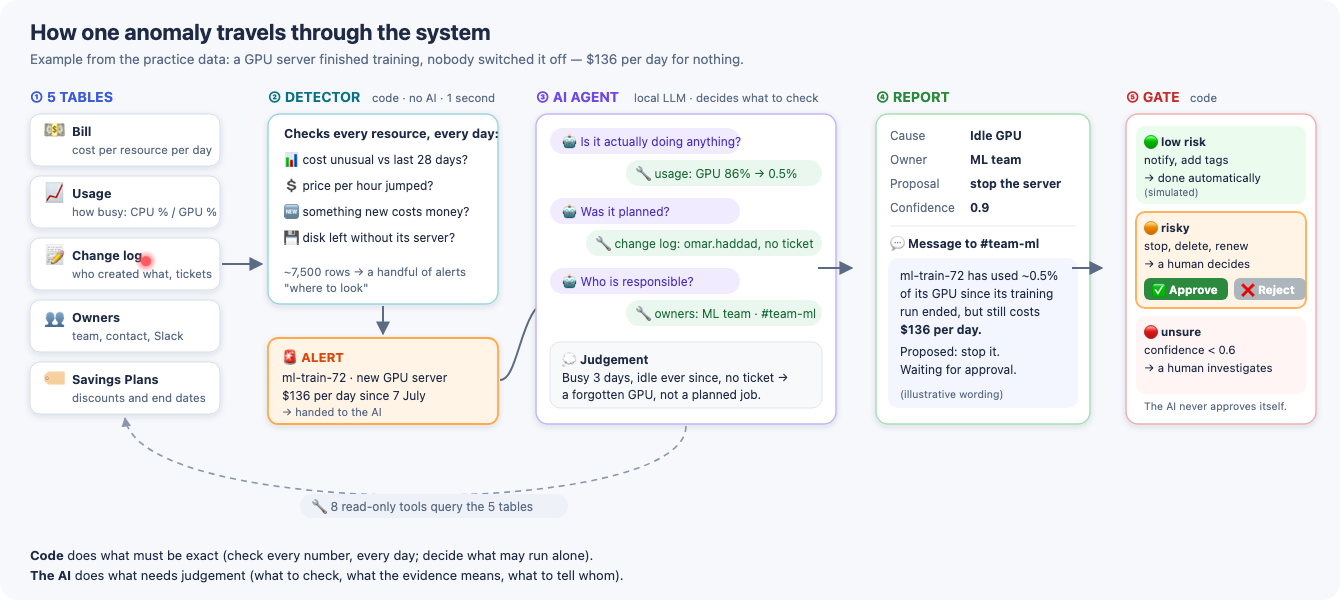 How one anomaly travels through the system
Example from the practice data: a GPU server finished training, nobody switched it off — $136 per day for nothing.
① 5 TABLES
Bill
cost per resource per day
Usage
how busy: CPU % / GPU %
Change log
who created what, tickets
Owners
team, contact, Slack
Savings Plans
discounts and end dates
② DETECTOR code · no AI · 1 second
Checks every resource, every day:
cost unusual vs last 28 days?
price per hour jumped?
something new costs money?
disk left without its server?
~7,500 rows → a handful of alerts
"where to look"
ALERT
ml-train-72 · new GPU server
$136 per day since 7 July
→ handed to the AI
③ AI AGENT local LLM · decides what to check
Is it actually doing anything?
usage: GPU 86% → 0.5%
Was it planned?
change log: omar.haddad, no ticket
Who is responsible?
owners: ML team · #team-ml
Judgement
Busy 3 days, idle ever since, no ticket →
a forgotten GPU, not a planned job.
④ REPORT
Cause Idle GPU
Owner ML team
Proposal stop the server
Confidence 0.9
Message to #team-ml
ml-train-72 has used ~0.5%
of its GPU since its training
run ended, but still costs
$136 per day.
Proposed: stop it.
Waiting for approval.
(illustrative wording)
⑤ GATE code
low risk
notify, add tags
→ done automatically
(simulated)
risky
stop, delete, renew
→ a human decides
✅ Approve ❌ Reject
unsure
confidence < 0.6
→ a human investigates
The AI never approves itself.
8 read-only tools query the 5 tables
Code does what must be exact (check every number, every day; decide what may run alone).
The AI does what needs judgement (what to check, what the evidence means, what to tell whom).